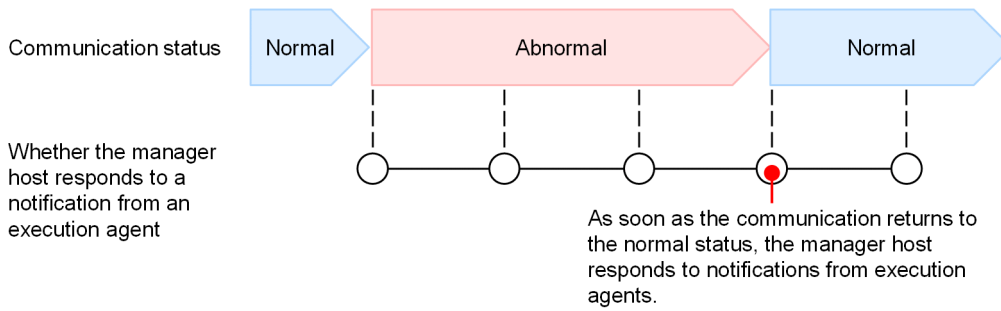 Communication status
Normal
Abnormal
Normal
Whether the manager
host responds to a
notification from an
execution agent
As soon as the communication returns to
the normal status, the manager host
responds to notifications from execution
agents.